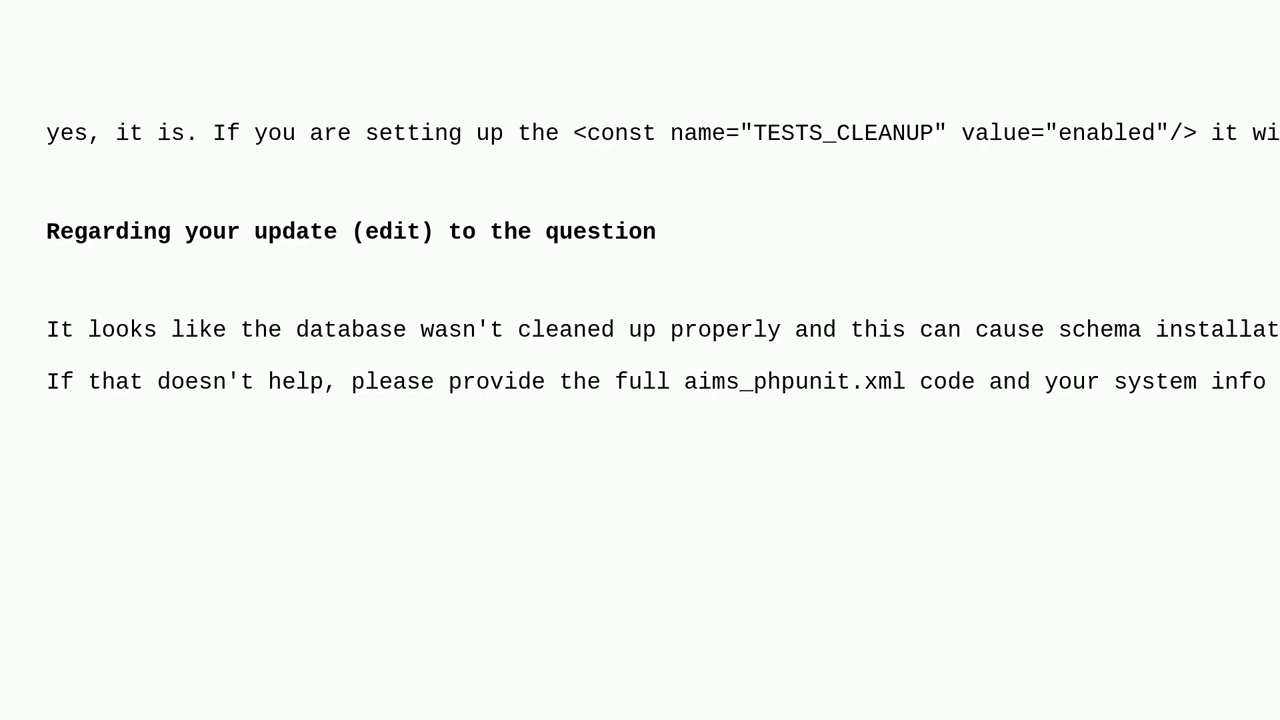 yes, it is. If you are setting up the <const name="TESTS_CLEANUP" value="enabled"/> it
Regarding your update (edit) to the question
It looks like the database wasn't cleaned up properly and this can cause schema
If that doesn't help, please provide the full aims_phpunit.xml code and your system info